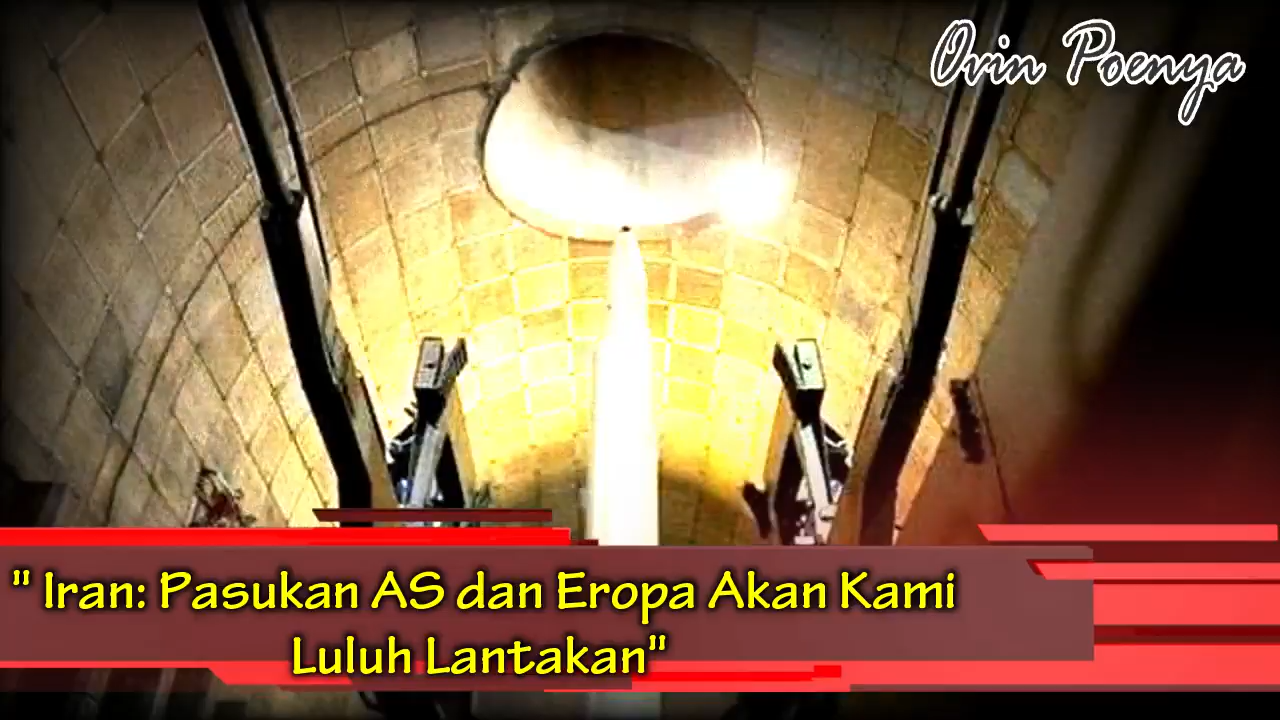 Ovin Poenya
" Iran: Pasukan AS dan Eropa Akan Kami
Luluh Lantakan"